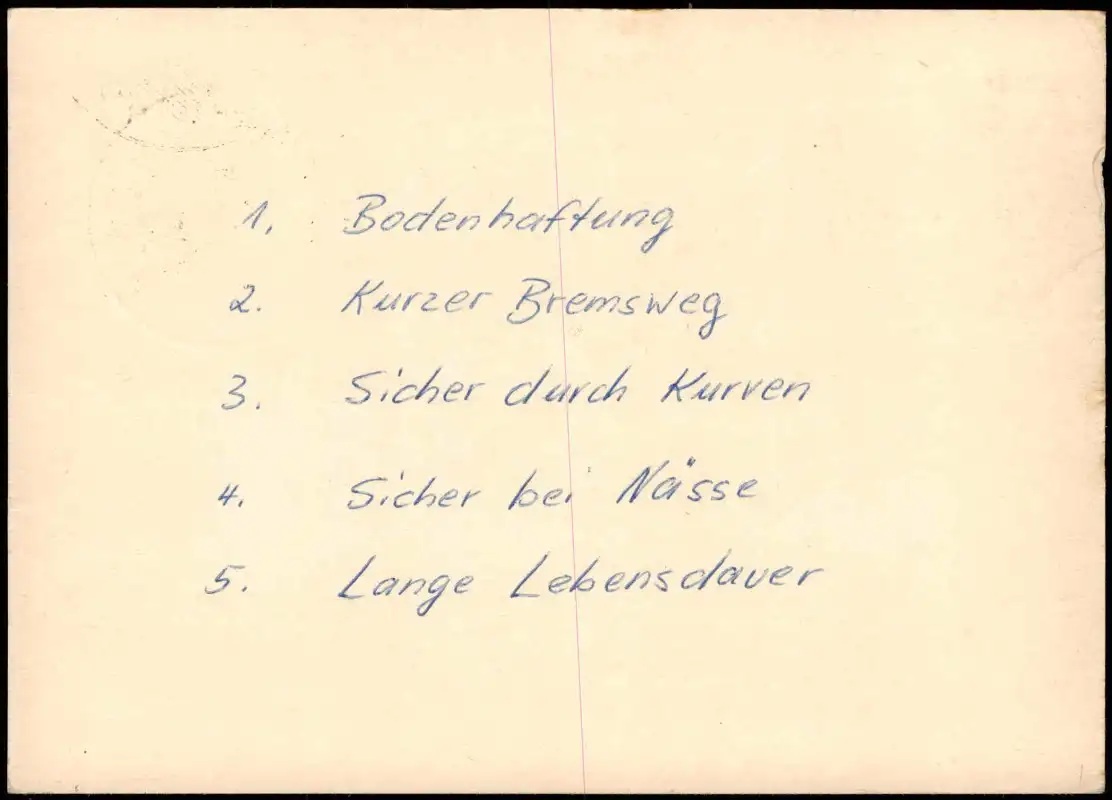 1. Bodenhaftung
2. Kurzer Bremsweg
3. Sicher durch Kurven
4. Sicher bei Nässe
5. Lange Lebensdauer